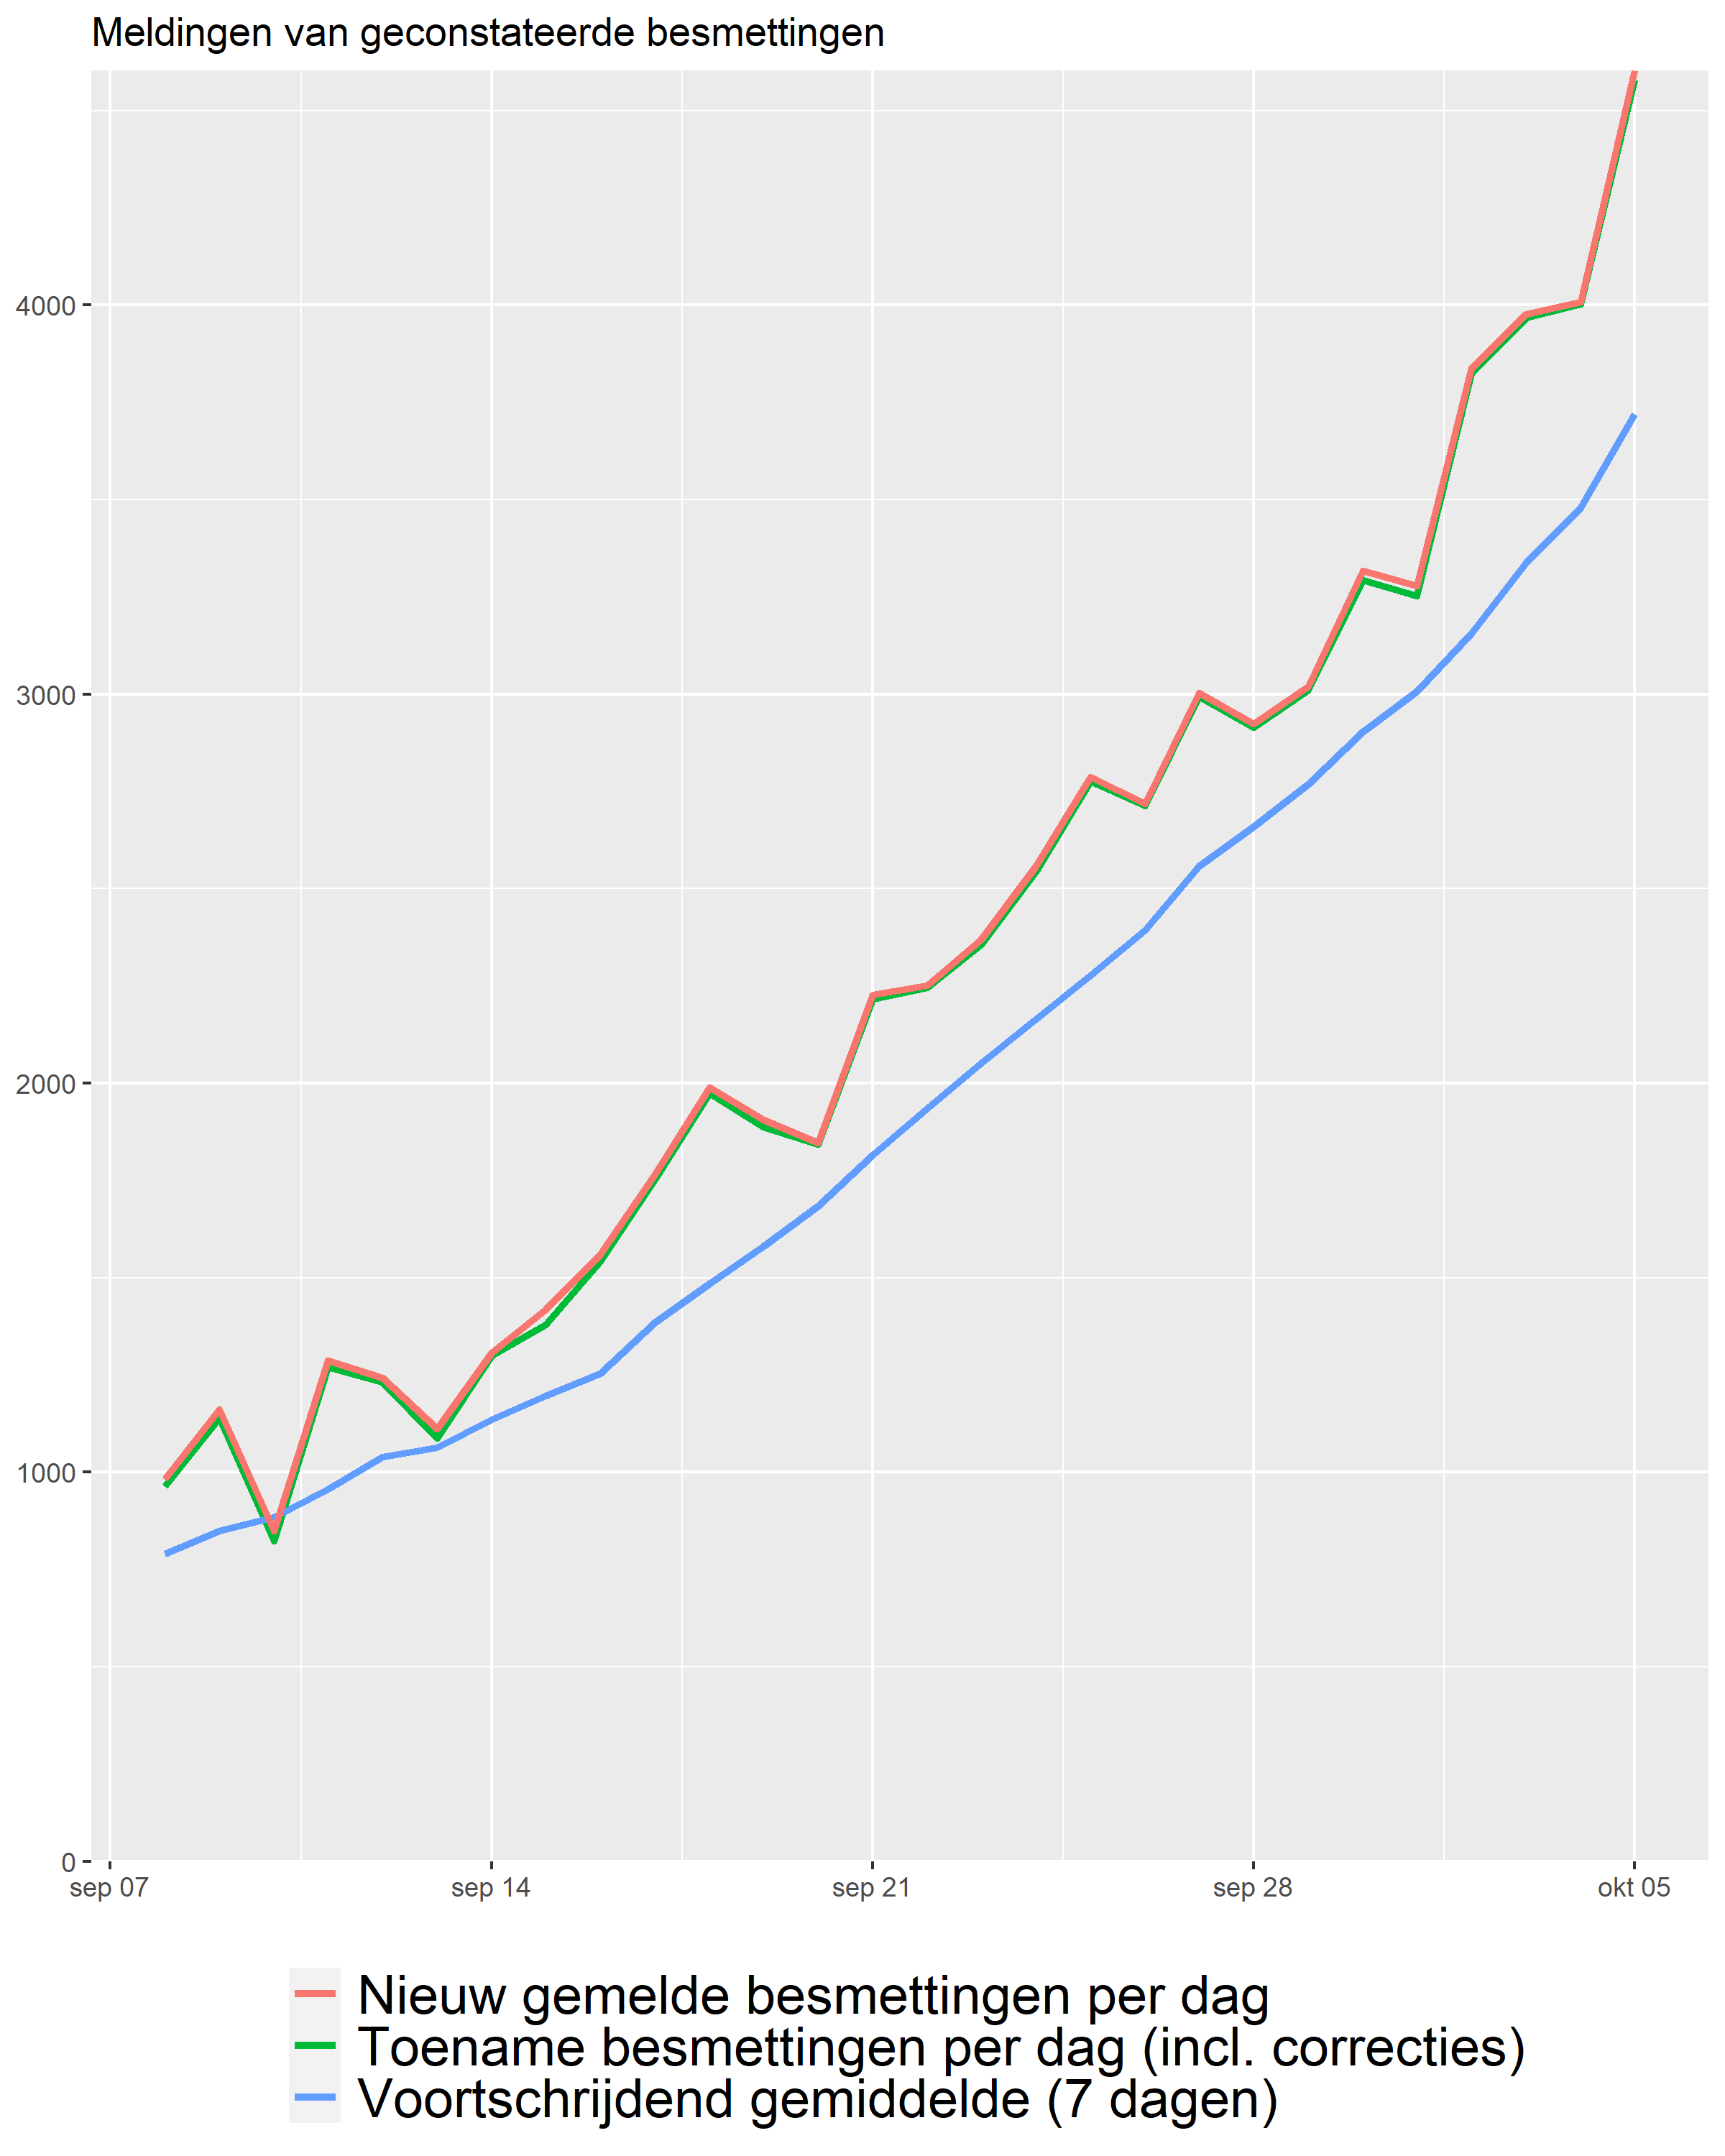 Meldingen van geconstateerde besmettingen
4000
3000
2000
1000
0
sep 07 sep 14 sep 21 sep 28 okt 05
Nieuw gemelde besmettingen per dag
Toename besmettingen per dag (incl. correcties)
Voortschrijdend gemiddelde (7 dagen)